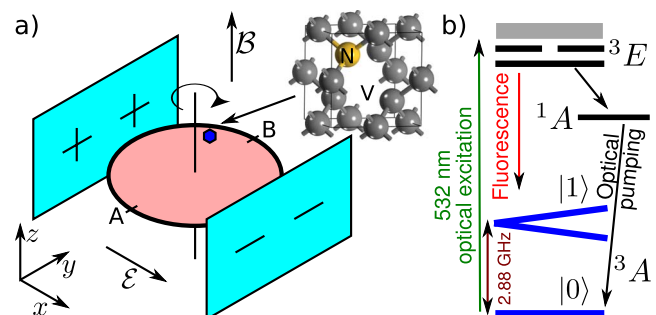 a)
ℬ
N
V
B
A
z
y
x
ℰ
b)
³E
¹A
532 nm
optical excitation
Fluorescence
Optical
pumping
|1⟩
2.88 GHz
³A
|0⟩